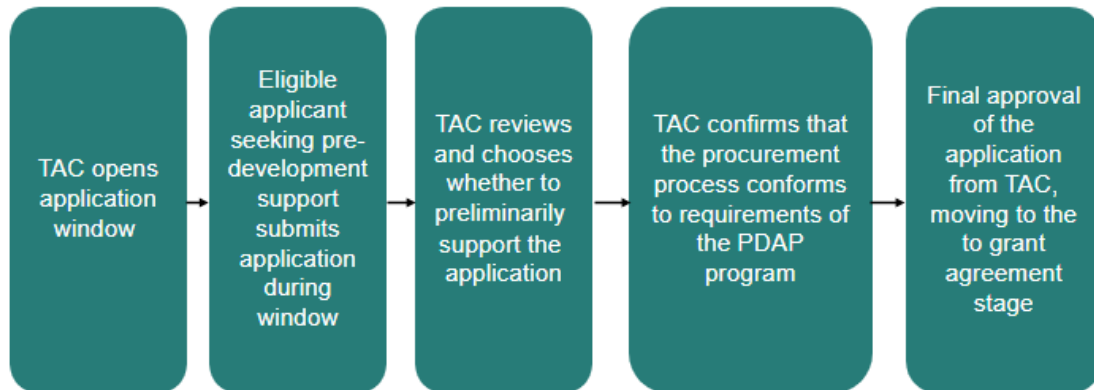 TAC opens
application
window
Eligible
applicant
seeking pre-
development
support
submits
application
during
window
TAC reviews
and chooses
whether to
preliminarily
support the
application
TAC confirms that
the procurement
process conforms
to requirements of
the PDAP
program
Final approval
of the
application
from TAC,
moving to the
to grant
agreement
stage